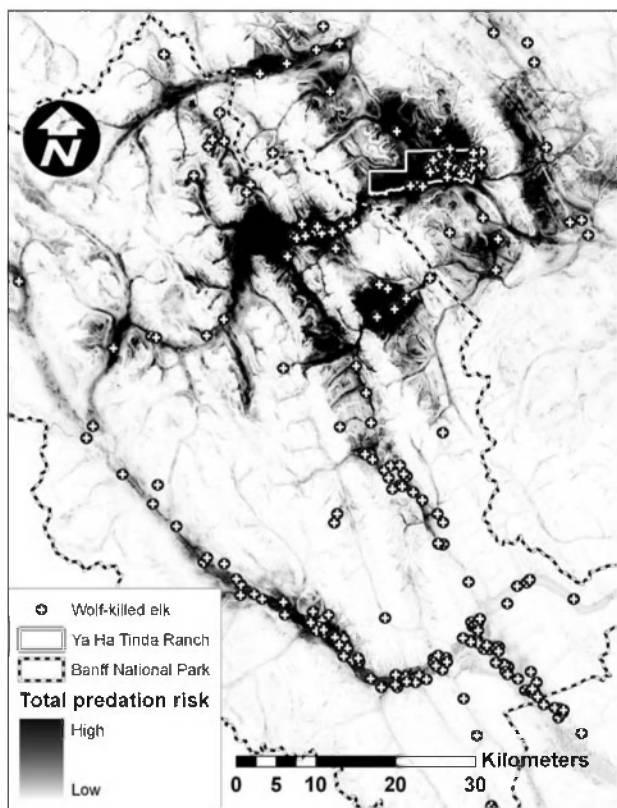 N
Wolf-killed elk
Ya Ha Tinda Ranch
Banff National Park
Total predation risk
High
Low
Kilometers
0 5 10 20 30